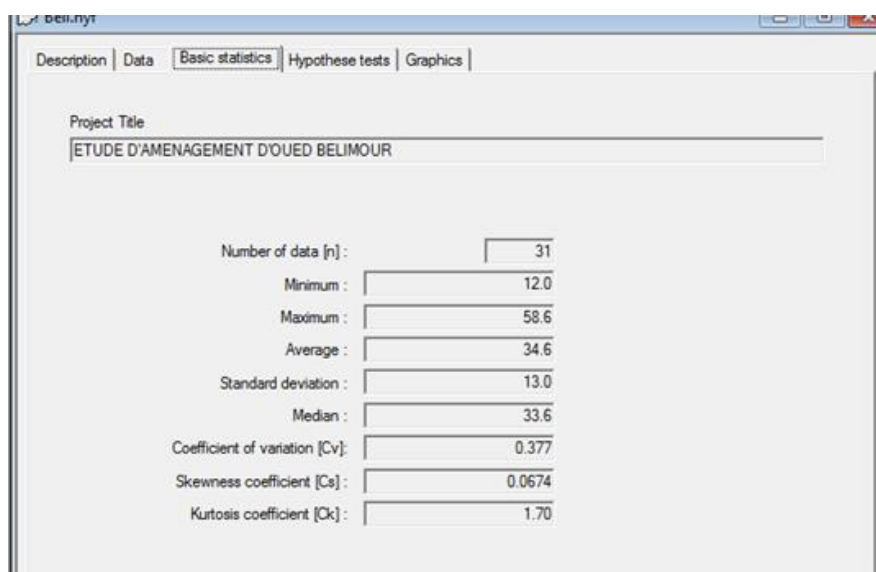 Bell.hyf
Description Data Basic statistics Hypothese tests Graphics
Project Title
ETUDE D'AMENAGEMENT D'OUED BELIMOUR
Number of data [n] : 31
Minimum : 12.0
Maximum : 58.6
Average : 34.6
Standard deviation : 13.0
Median : 33.6
Coefficient of variation [Cv]: 0.377
Skewness coefficient [Cs] : 0.0674
Kurtosis coefficient [Ck] : 1.70